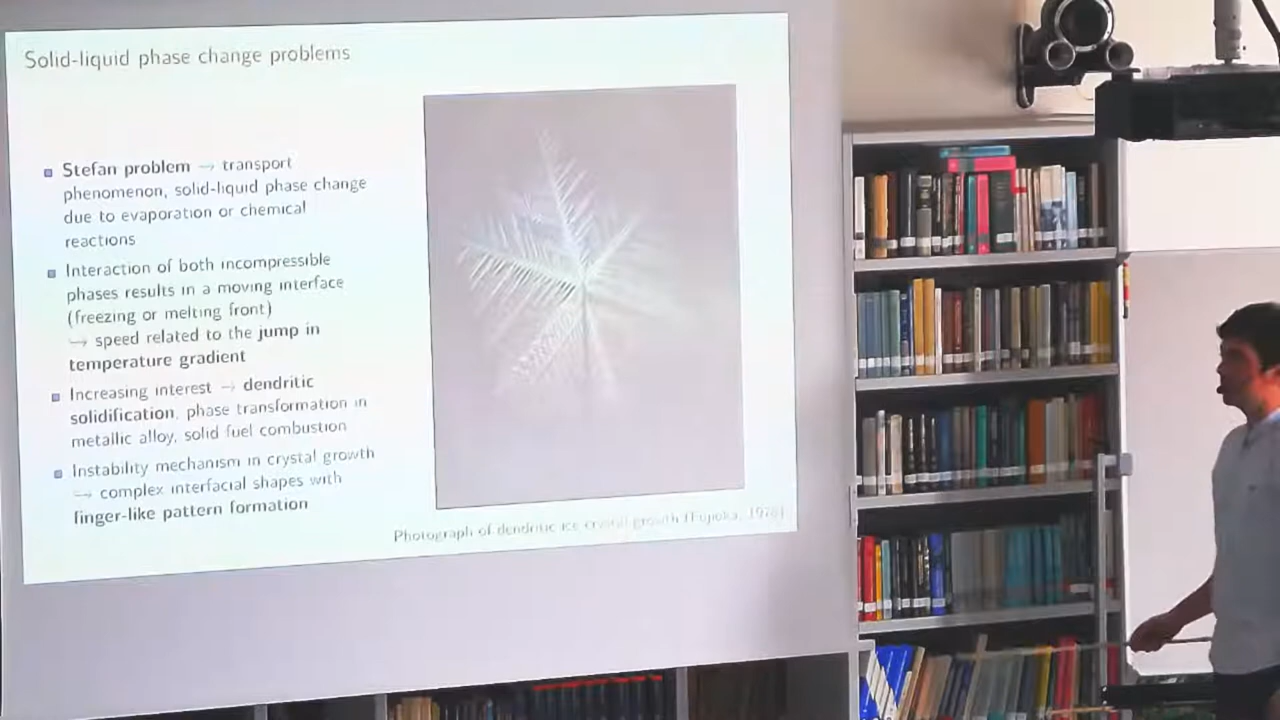 Solid-liquid phase change problems
Stefan problem → transport
phenomenon, solid-liquid phase change
due to evaporation or chemical
reactions
Interaction of both incompressible
phases results in a moving interface
(freezing or melting front)
→ speed related to the jump in
temperature gradient
Increasing interest → dendritic
solidification, phase transformation in
metallic alloy, solid fuel combustion
Instability mechanism in crystal growth
→ complex interfacial shapes with
finger-like pattern formation
Photograph of dendritic ice crystal growth (Fujioka, 1978)